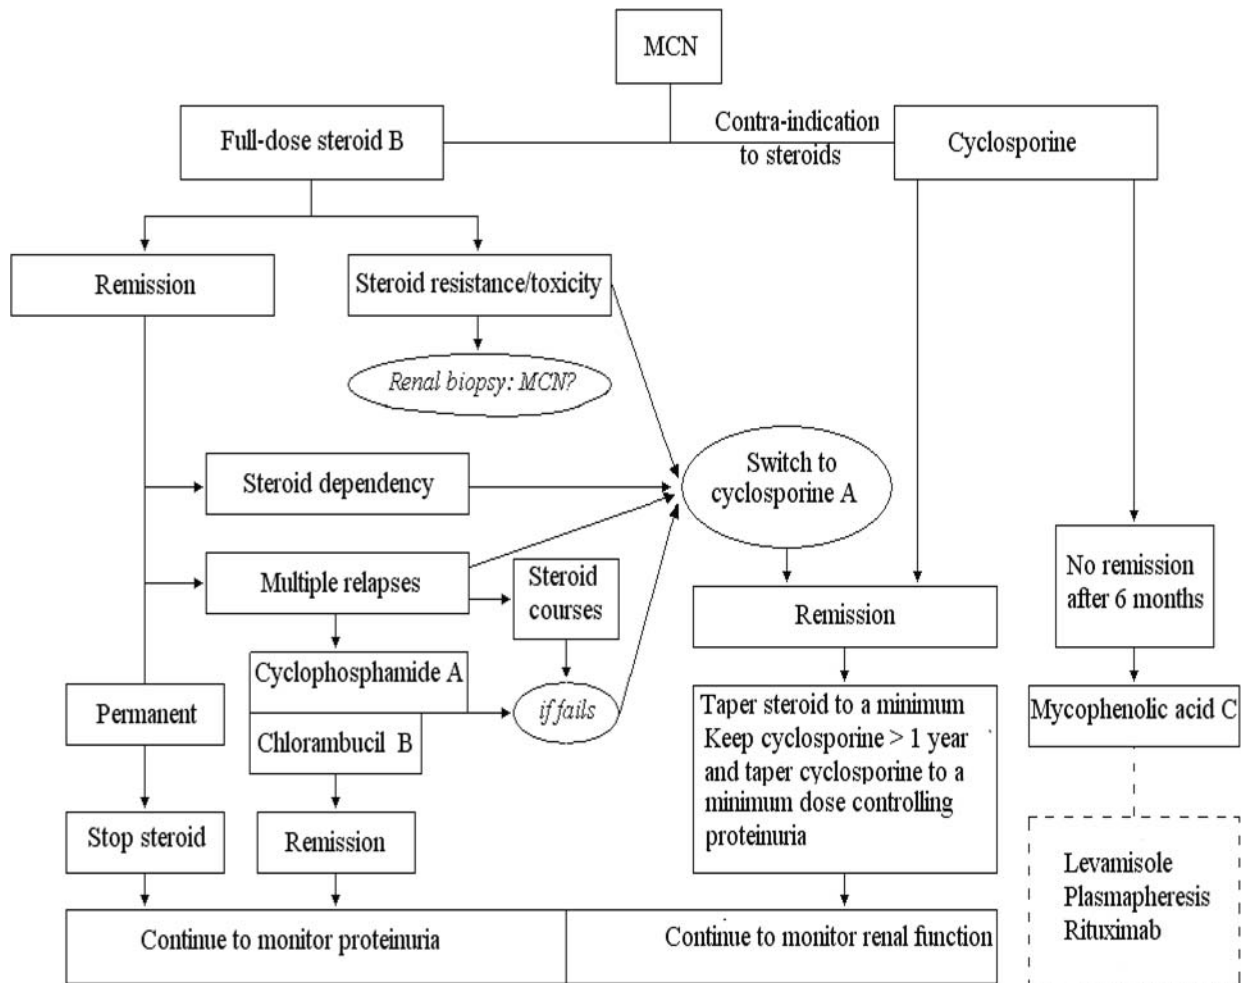 MCN
Full-dose steroid B
Contra-indication
to steroids
Cyclosporine
Remission
Steroid resistance/toxicity
Renal biopsy: MCN?
Steroid dependency
Switch to
cyclosporine A
Multiple relapses
Steroid
courses
No remission
after 6 months
Remission
Cyclophosphamide A
Permanent
if fails
Chlorambucil B
Taper steroid to a minimum
Keep cyclosporine > 1 year
and taper cyclosporine to a
minimum dose controlling
proteinuria
Mycophenolic acid C
Stop steroid
Remission
Levamisole
Plasmapheresis
Rituximab
Continue to monitor proteinuria
Continue to monitor renal function